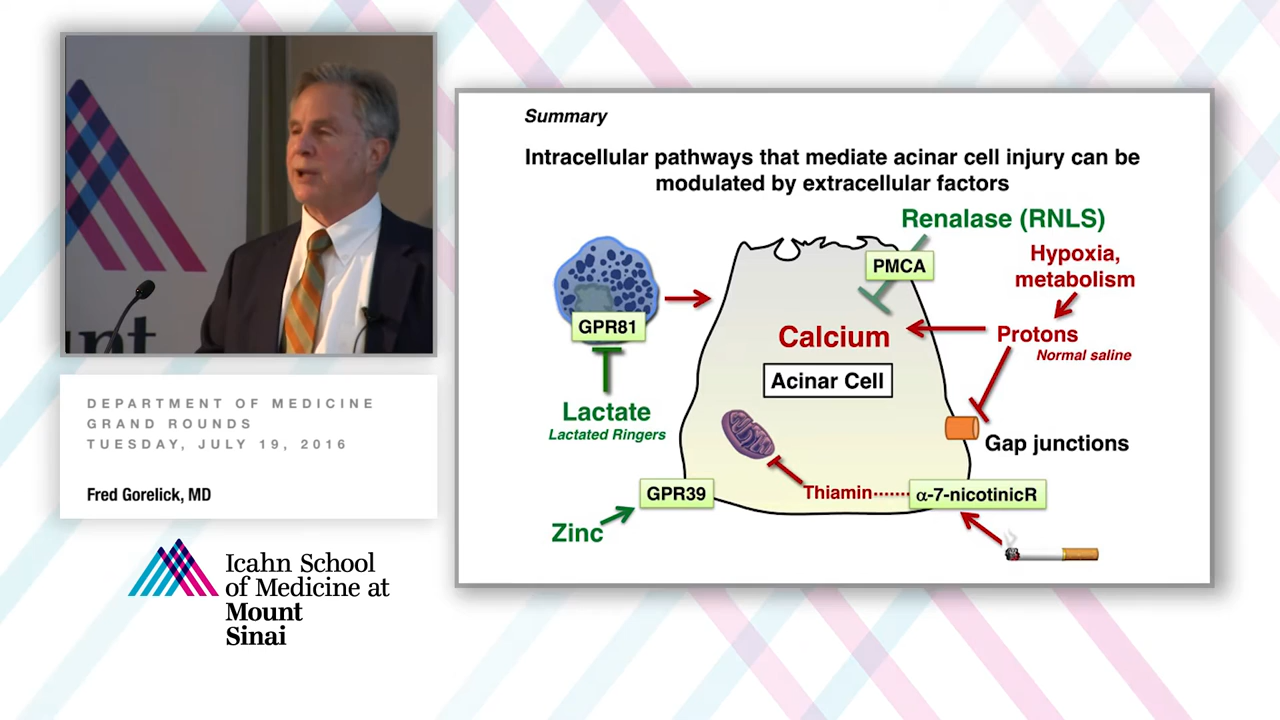 unt
DEPARTMENT OF MEDICINE
GRAND ROUNDS
TUESDAY, JULY 19, 2016
Fred Gorelick, MD
Icahn School
of Medicine at
Mount
Sinai
Summary
Intracellular pathways that mediate acinar cell injury can be
modulated by extracellular factors
Renalase (RNLS)
PMCA
Hypoxia,
metabolism
GPR81
Calcium
Protons
Normal saline
Acinar Cell
Lactate
Lactated Ringers
Gap junctions
GPR39
Thiamin
α-7-nicotinicR
Zinc